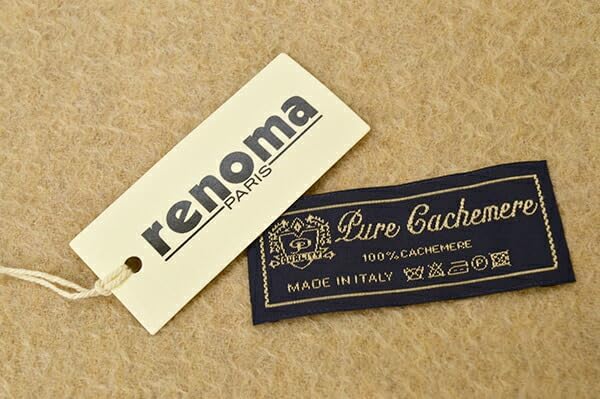 renoma
PARIS
Pure Cachemere
QUALITY
100% CACHEMERE
MADE IN ITALY